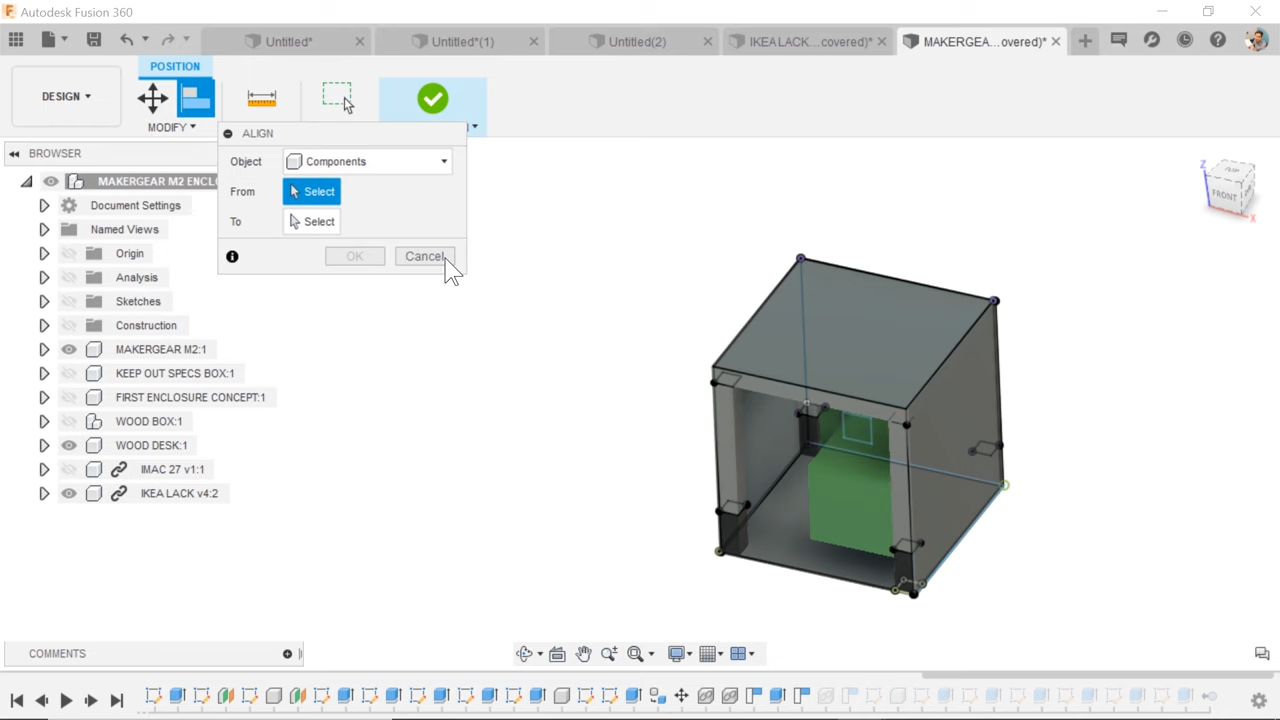 Autodesk Fusion 360
Untitled*
Untitled*(1)
Untitled(2)
IKEA LACK ...covered)*
MAKERGEA...overed)*
DESIGN
POSITION
MODIFY
ALIGN
Object
Components
From
Select
To
Select
OK
Cancel
BROWSER
MAKERGEAR M2 ENCL
Document Settings
Named Views
Origin
Analysis
Sketches
Construction
MAKERGEAR M2:1
KEEP OUT SPECS BOX:1
FIRST ENCLOSURE CONCEPT:1
WOOD BOX:1
WOOD DESK:1
IMAC 27 v1:1
IKEA LACK v4:2
Z
FRONT
X
COMMENTS